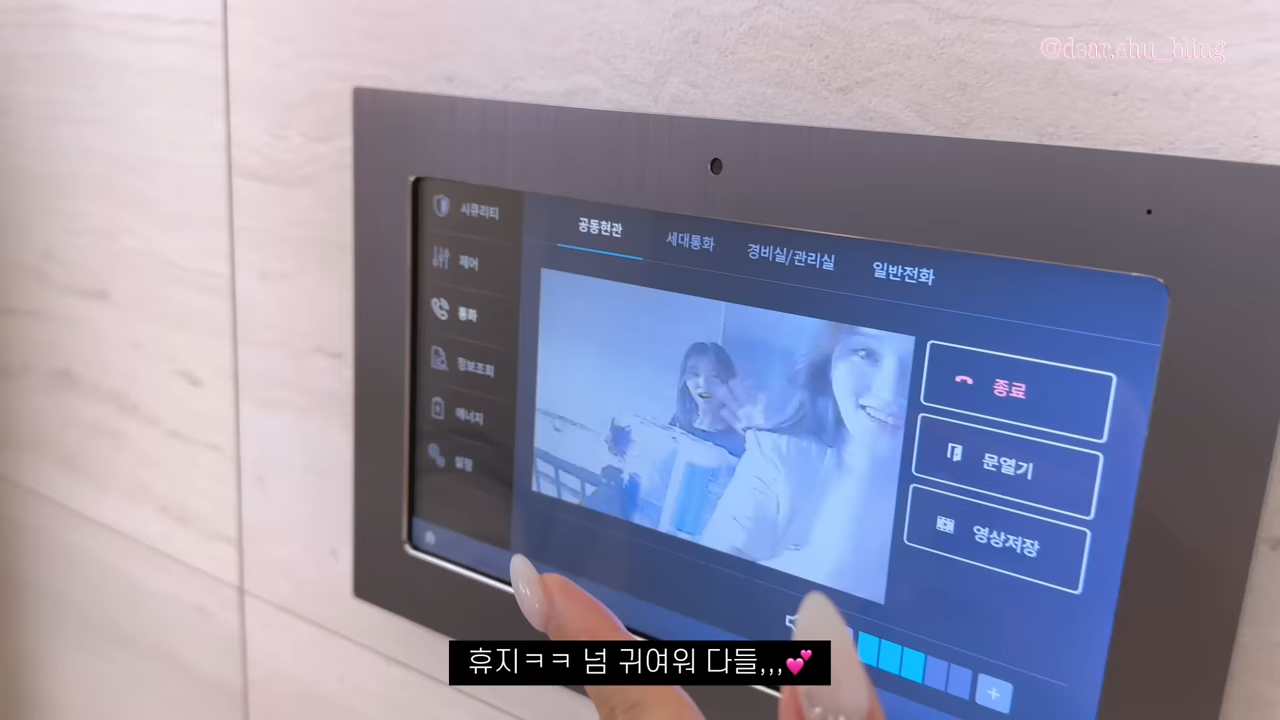 @dear.shu_bling
시큐리티
제어
통화
정보조회
에너지
설정
공동현관
세대통화
경비실/관리실
일반전화
종료
문열기
영상저장
휴지ㅋㅋ 넘 귀여워 다들,,,💕